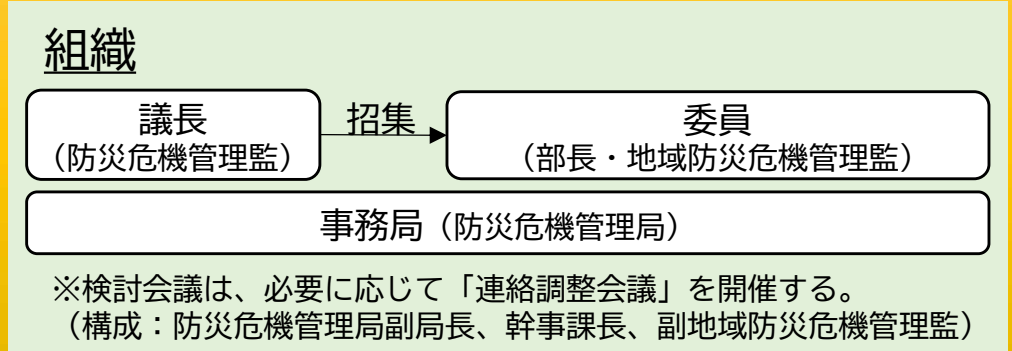 組織
議長
（防災危機管理監）
招集
委員
（部長・地域防災危機管理監）
事務局（防災危機管理局）
※検討会議は、必要に応じて「連絡調整会議」を開催する。
（構成：防災危機管理局副局長、幹事課長、副地域防災危機管理監）